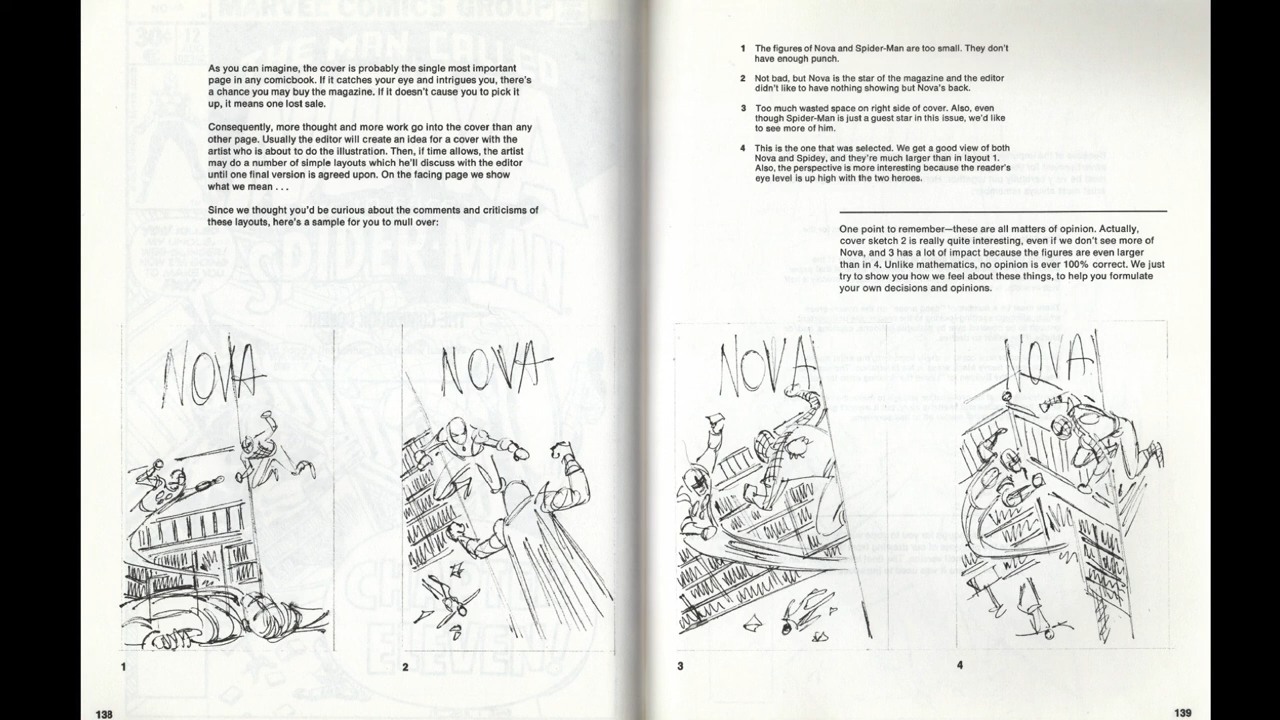 As you can imagine, the cover is probably the single most important
page in any comicbook. If it catches your eye and intrigues you, there's
a chance you may buy the magazine. If it doesn't cause you to pick it
up, it means one lost sale.
Consequently, more thought and more work go into the cover than any
other page. Usually the editor will create an idea for a cover with the
artist who is about to do the illustration. Then, if time allows, the artist
may do a number of simple layouts which he'll discuss with the editor
until one final version is agreed upon. On the facing page we show
what we mean . . .
Since we thought you'd be curious about the comments and criticisms of
these layouts, here's a sample for you to mull over:
NOVA
NOVA
1
2
138
1 The figures of Nova and Spider-Man are too small. They don't
have enough punch.
2 Not bad, but Nova is the star of the magazine and the editor
didn't like to have nothing showing but Nova's back.
3 Too much wasted space on right side of cover. Also, even
though Spider-Man is just a guest star in this issue, we'd like
to see more of him.
4 This is the one that was selected. We get a good view of both
Nova and Spidey, and they're much larger than in layout 1.
Also, the perspective is more interesting because the reader's
eye level is up high with the two heroes.
One point to remember—these are all matters of opinion. Actually,
cover sketch 2 is really quite interesting, even if we don't see more of
Nova, and 3 has a lot of impact because the figures are even larger
than in 4. Unlike mathematics, no opinion is ever 100% correct. We just
try to show you how we feel about these things, to help you formulate
your own decisions and opinions.
NOVA
NOVA
3
4
139